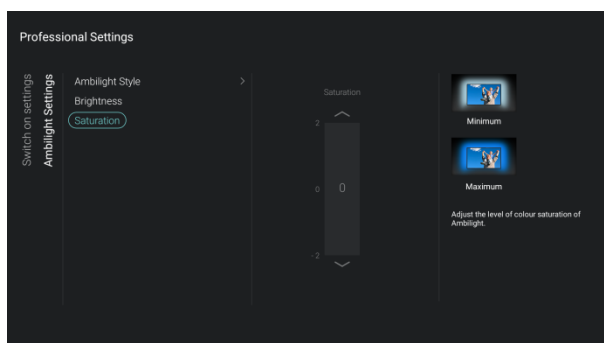 Professional Settings
Switch on settings
Ambilight Settings
Ambilight Style
Brightness
Saturation
Saturation
2
0
0
-2
Minimum
Maximum
Adjust the level of colour saturation of
Ambilight.